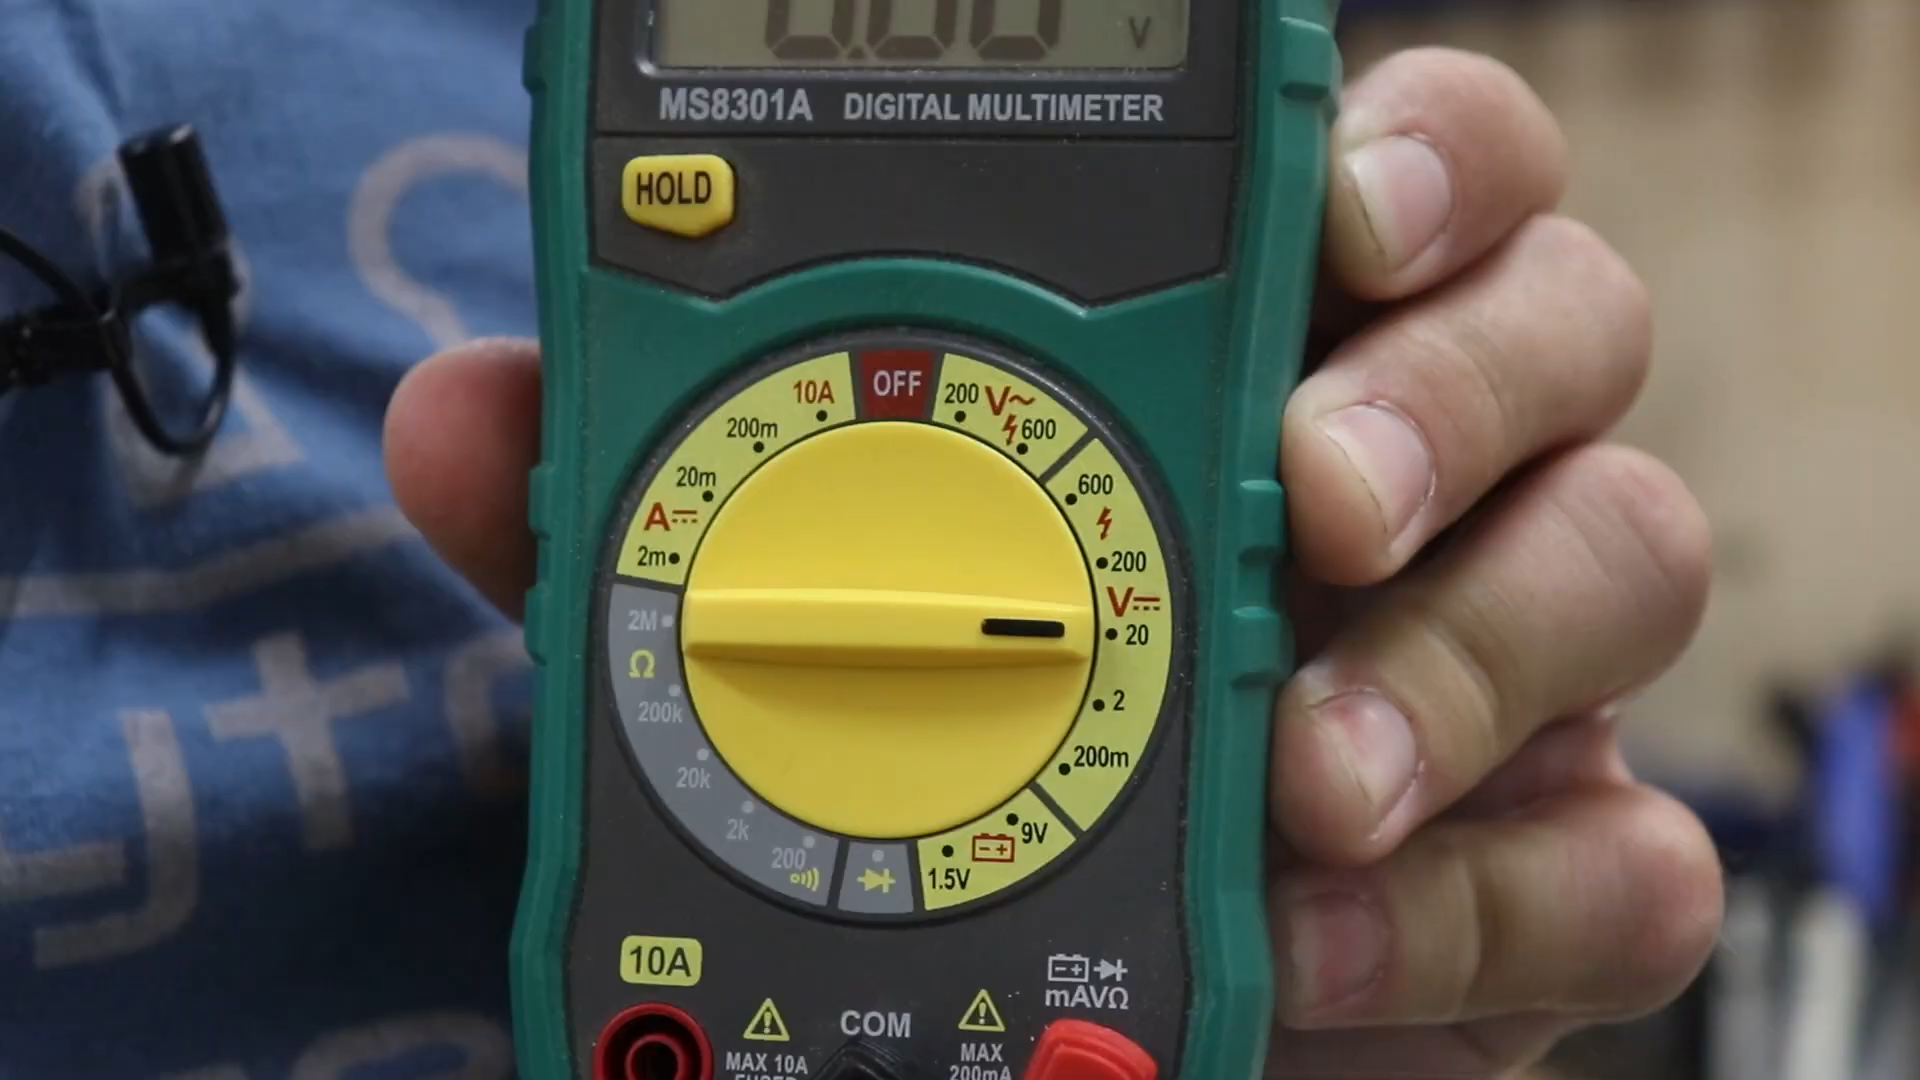 0.00 V
MS8301A DIGITAL MULTIMETER
HOLD
OFF
200 V~
600
600
200
V⎓
20
2
200m
9V
1.5V
10A
200m
20m
A⎓
2m
2M
Ω
200k
20k
2k
200
10A
COM
mAVΩ
MAX 10A
FUSED
MAX
200mA